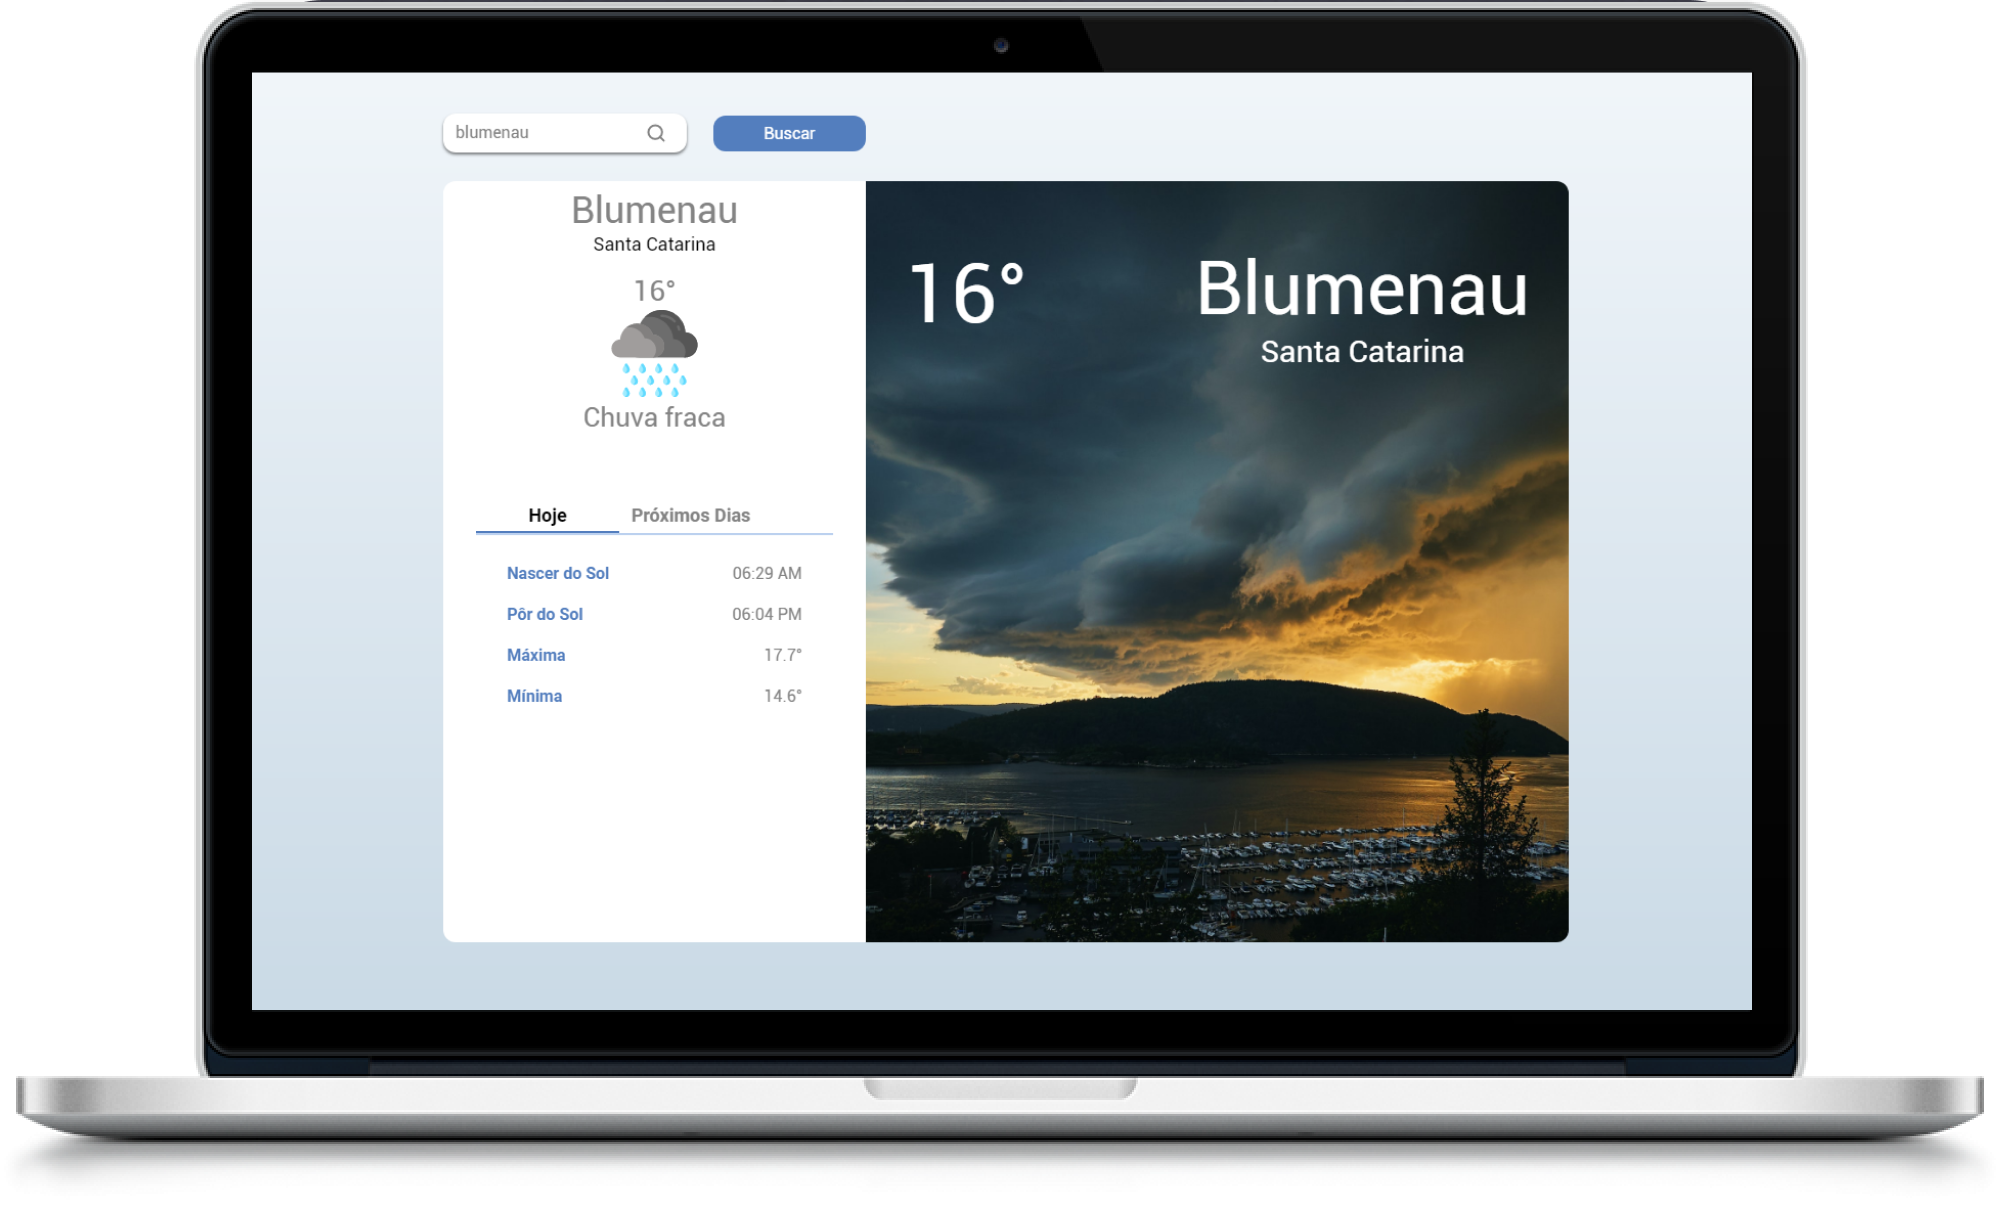 blumenau
Buscar
Blumenau
Santa Catarina
16°
Chuva fraca
Hoje Próximos Dias
Nascer do Sol 06:29 AM
Pôr do Sol 06:04 PM
Máxima 17.7°
Mínima 14.6°
16°
Blumenau
Santa Catarina